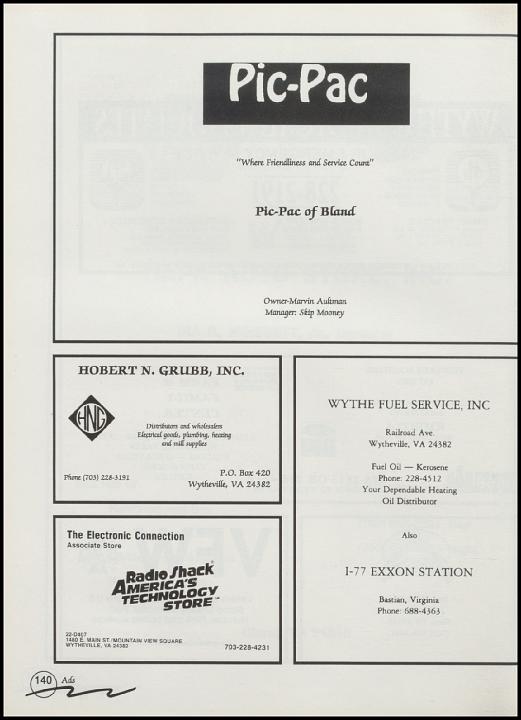 Pic-Pac
"Where Friendliness and Service Count"
Pic-Pac of Bland
Owner-Marvin Aultman
Manager: Skip Mooney
HOBERT N. GRUBB, INC.
HNG
Distributors and wholesalers
Electrical goods, plumbing, heating
and mill supplies
Phone (703) 228-3191
P.O. Box 420
Wytheville, VA 24382
The Electronic Connection
Associate Store
Radio Shack
AMERICA'S
TECHNOLOGY
STORE
22-D407
1480 E. MAIN ST./MOUNTAIN VIEW SQUARE
WYTHEVILLE, VA 24382
703-228-4231
WYTHE FUEL SERVICE, INC
Railroad Ave.
Wytheville, VA 24382
Fuel Oil — Kerosene
Phone: 228-4512
Your Dependable Heating
Oil Distributor
Also
I-77 EXXON STATION
Bastian, Virginia
Phone: 688-4363
140 Ads